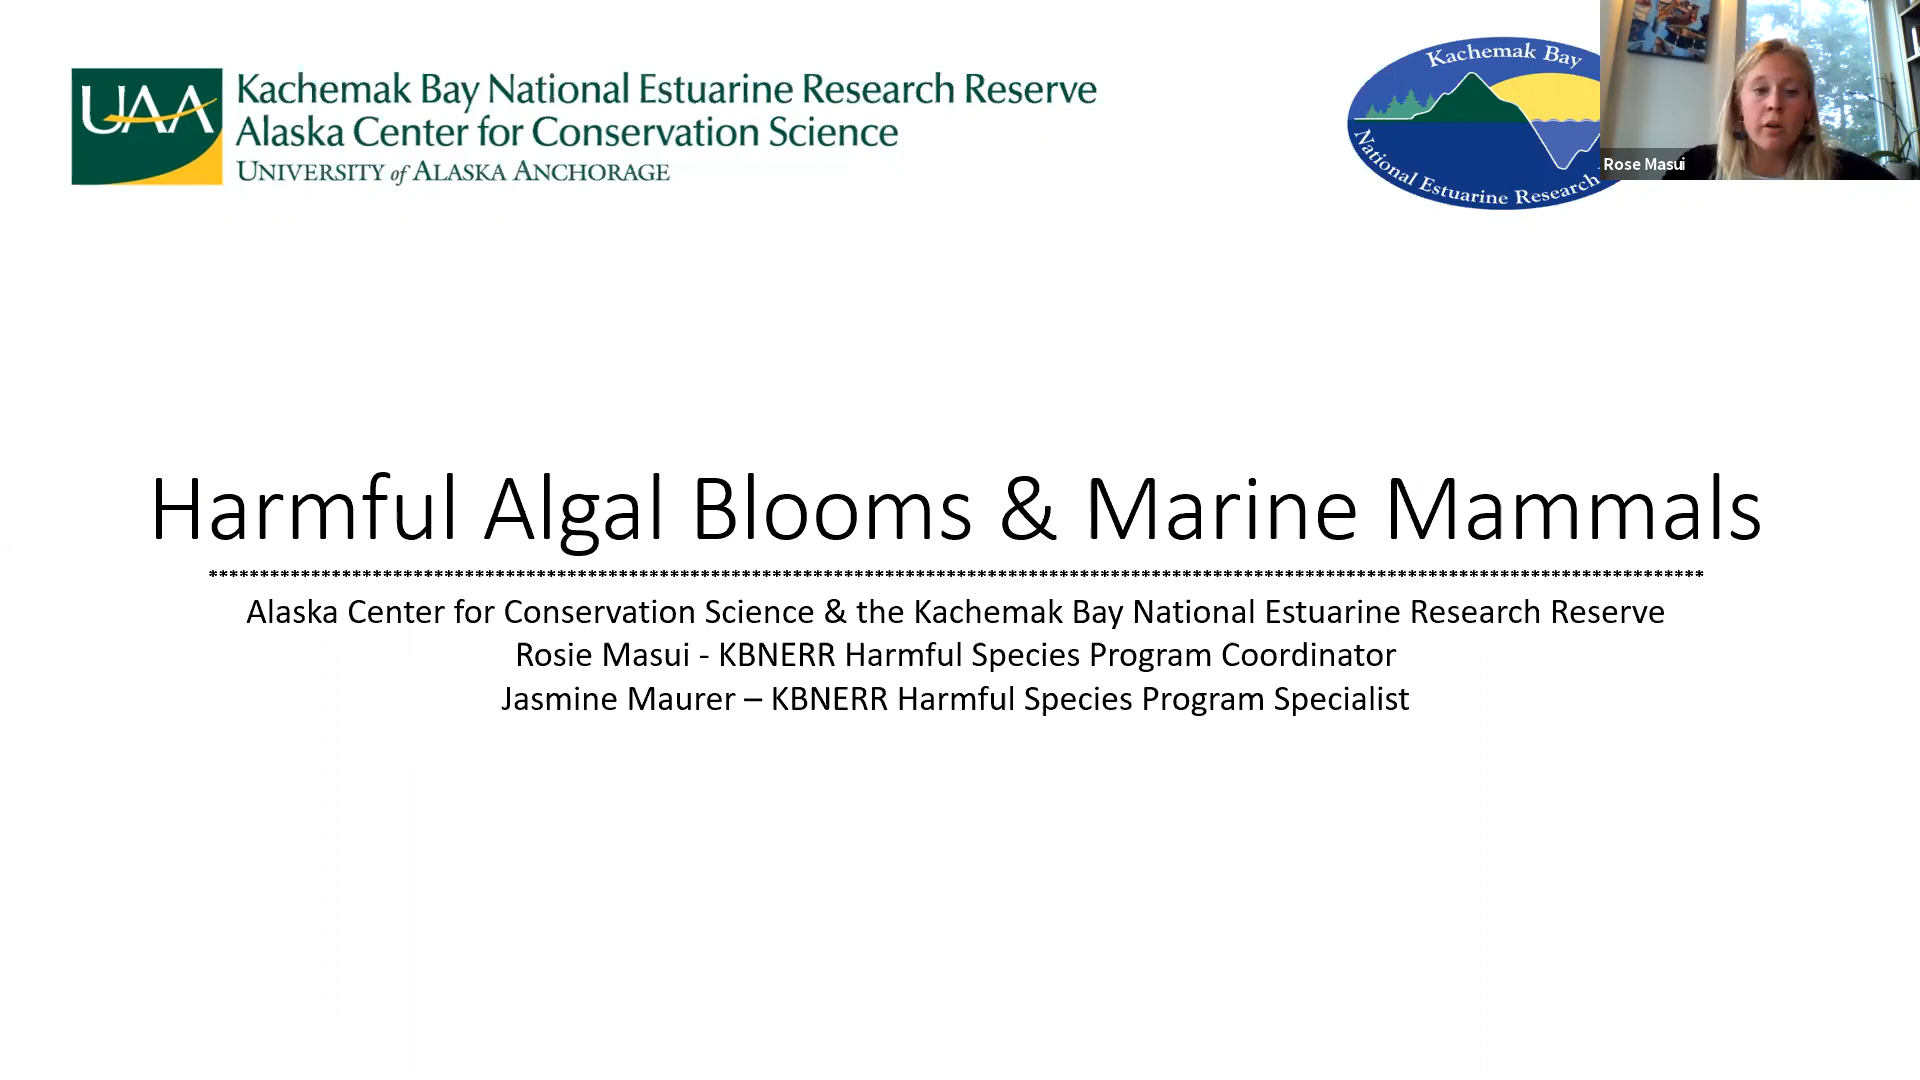 UAA
Kachemak Bay National Estuarine Research Reserve
Alaska Center for Conservation Science
UNIVERSITY of ALASKA ANCHORAGE
Kachemak Bay
National Estuarine Research
Rose Masui
Harmful Algal Blooms & Marine Mammals
Alaska Center for Conservation Science & the Kachemak Bay National Estuarine Research Reserve
Rosie Masui - KBNERR Harmful Species Program Coordinator
Jasmine Maurer – KBNERR Harmful Species Program Specialist